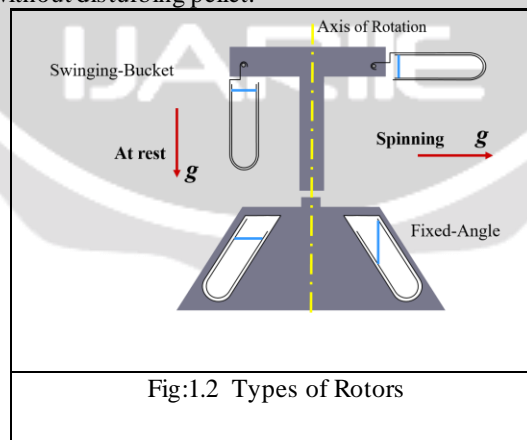 without disturbing pellet.
IJARIIE
Axis of Rotation
Swinging-Bucket
At rest
g
Spinning g
Fixed-Angle
Fig:1.2 Types of Rotors